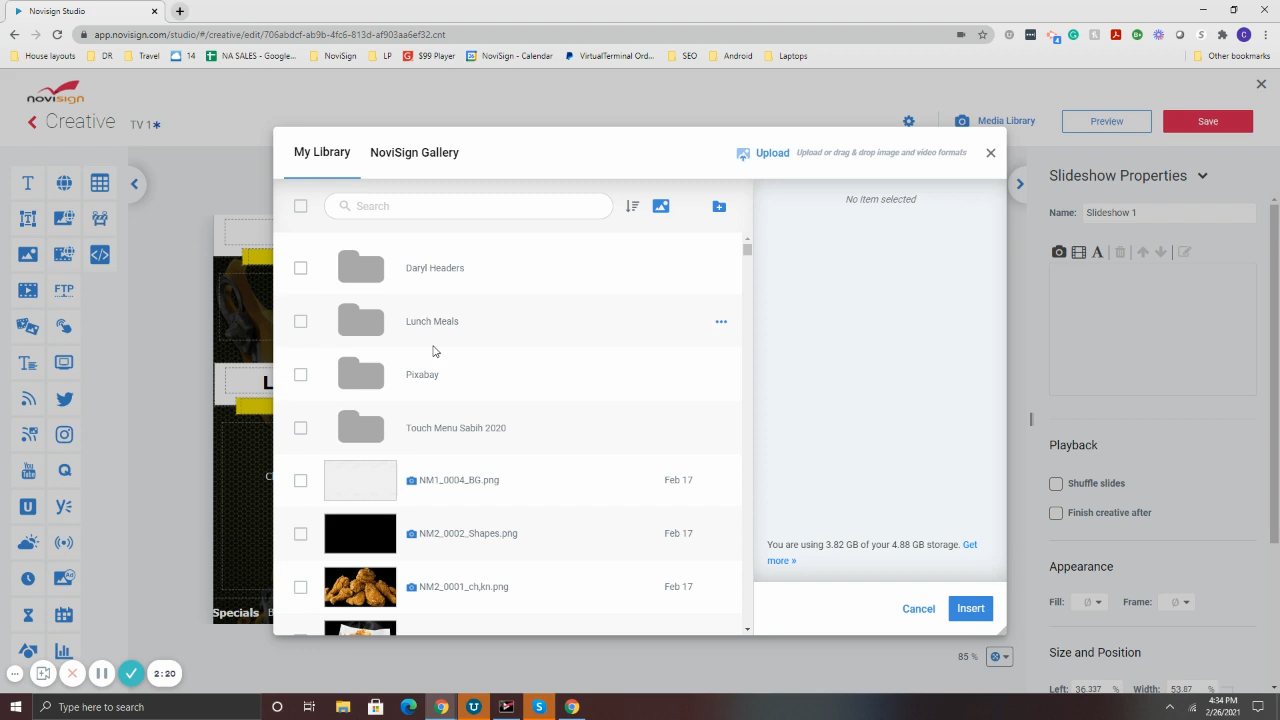 NoviSign Studio
app.novisign.com/studio/#/creative/edit/706abdcf-ab9b-4fc6-813d-af903aa6ef32.cnt
House layouts
DR
Travel
14
SALES - Google...
LP
$99 Plan
NoviSign - Calendar
VirtualTerminal Ord...
SEO
Android
Laptops
Other bookmarks
novisign
Creative TV 1*
Media Library
Preview
Save
My Library
NoviSign Gallery
Upload Upload or drag & drop image and video formats
Slideshow Properties
Search
No Item selected
Name: Slideshow 1
Daryl Headers
FTP
Lunch Meals
Pixabay
Touch Menu Sabih 2020
Playback
NM1_0004_BG.png Feb 17
Shuffle slides
Finish creative after
NM2_0002_Shapes.png Feb 17
You are using 3.82 GB of your 4.88 GB storage. Get
more »
Appearance
NM2_0001_ch,kn.png Feb 17
Fill: Frame:
Cancel
Insert
Specials
85 %
Size and Position
2:20
Left: 36.337 % Width: 53.87 %
Type here to search
4:34 PM
2/26/2021